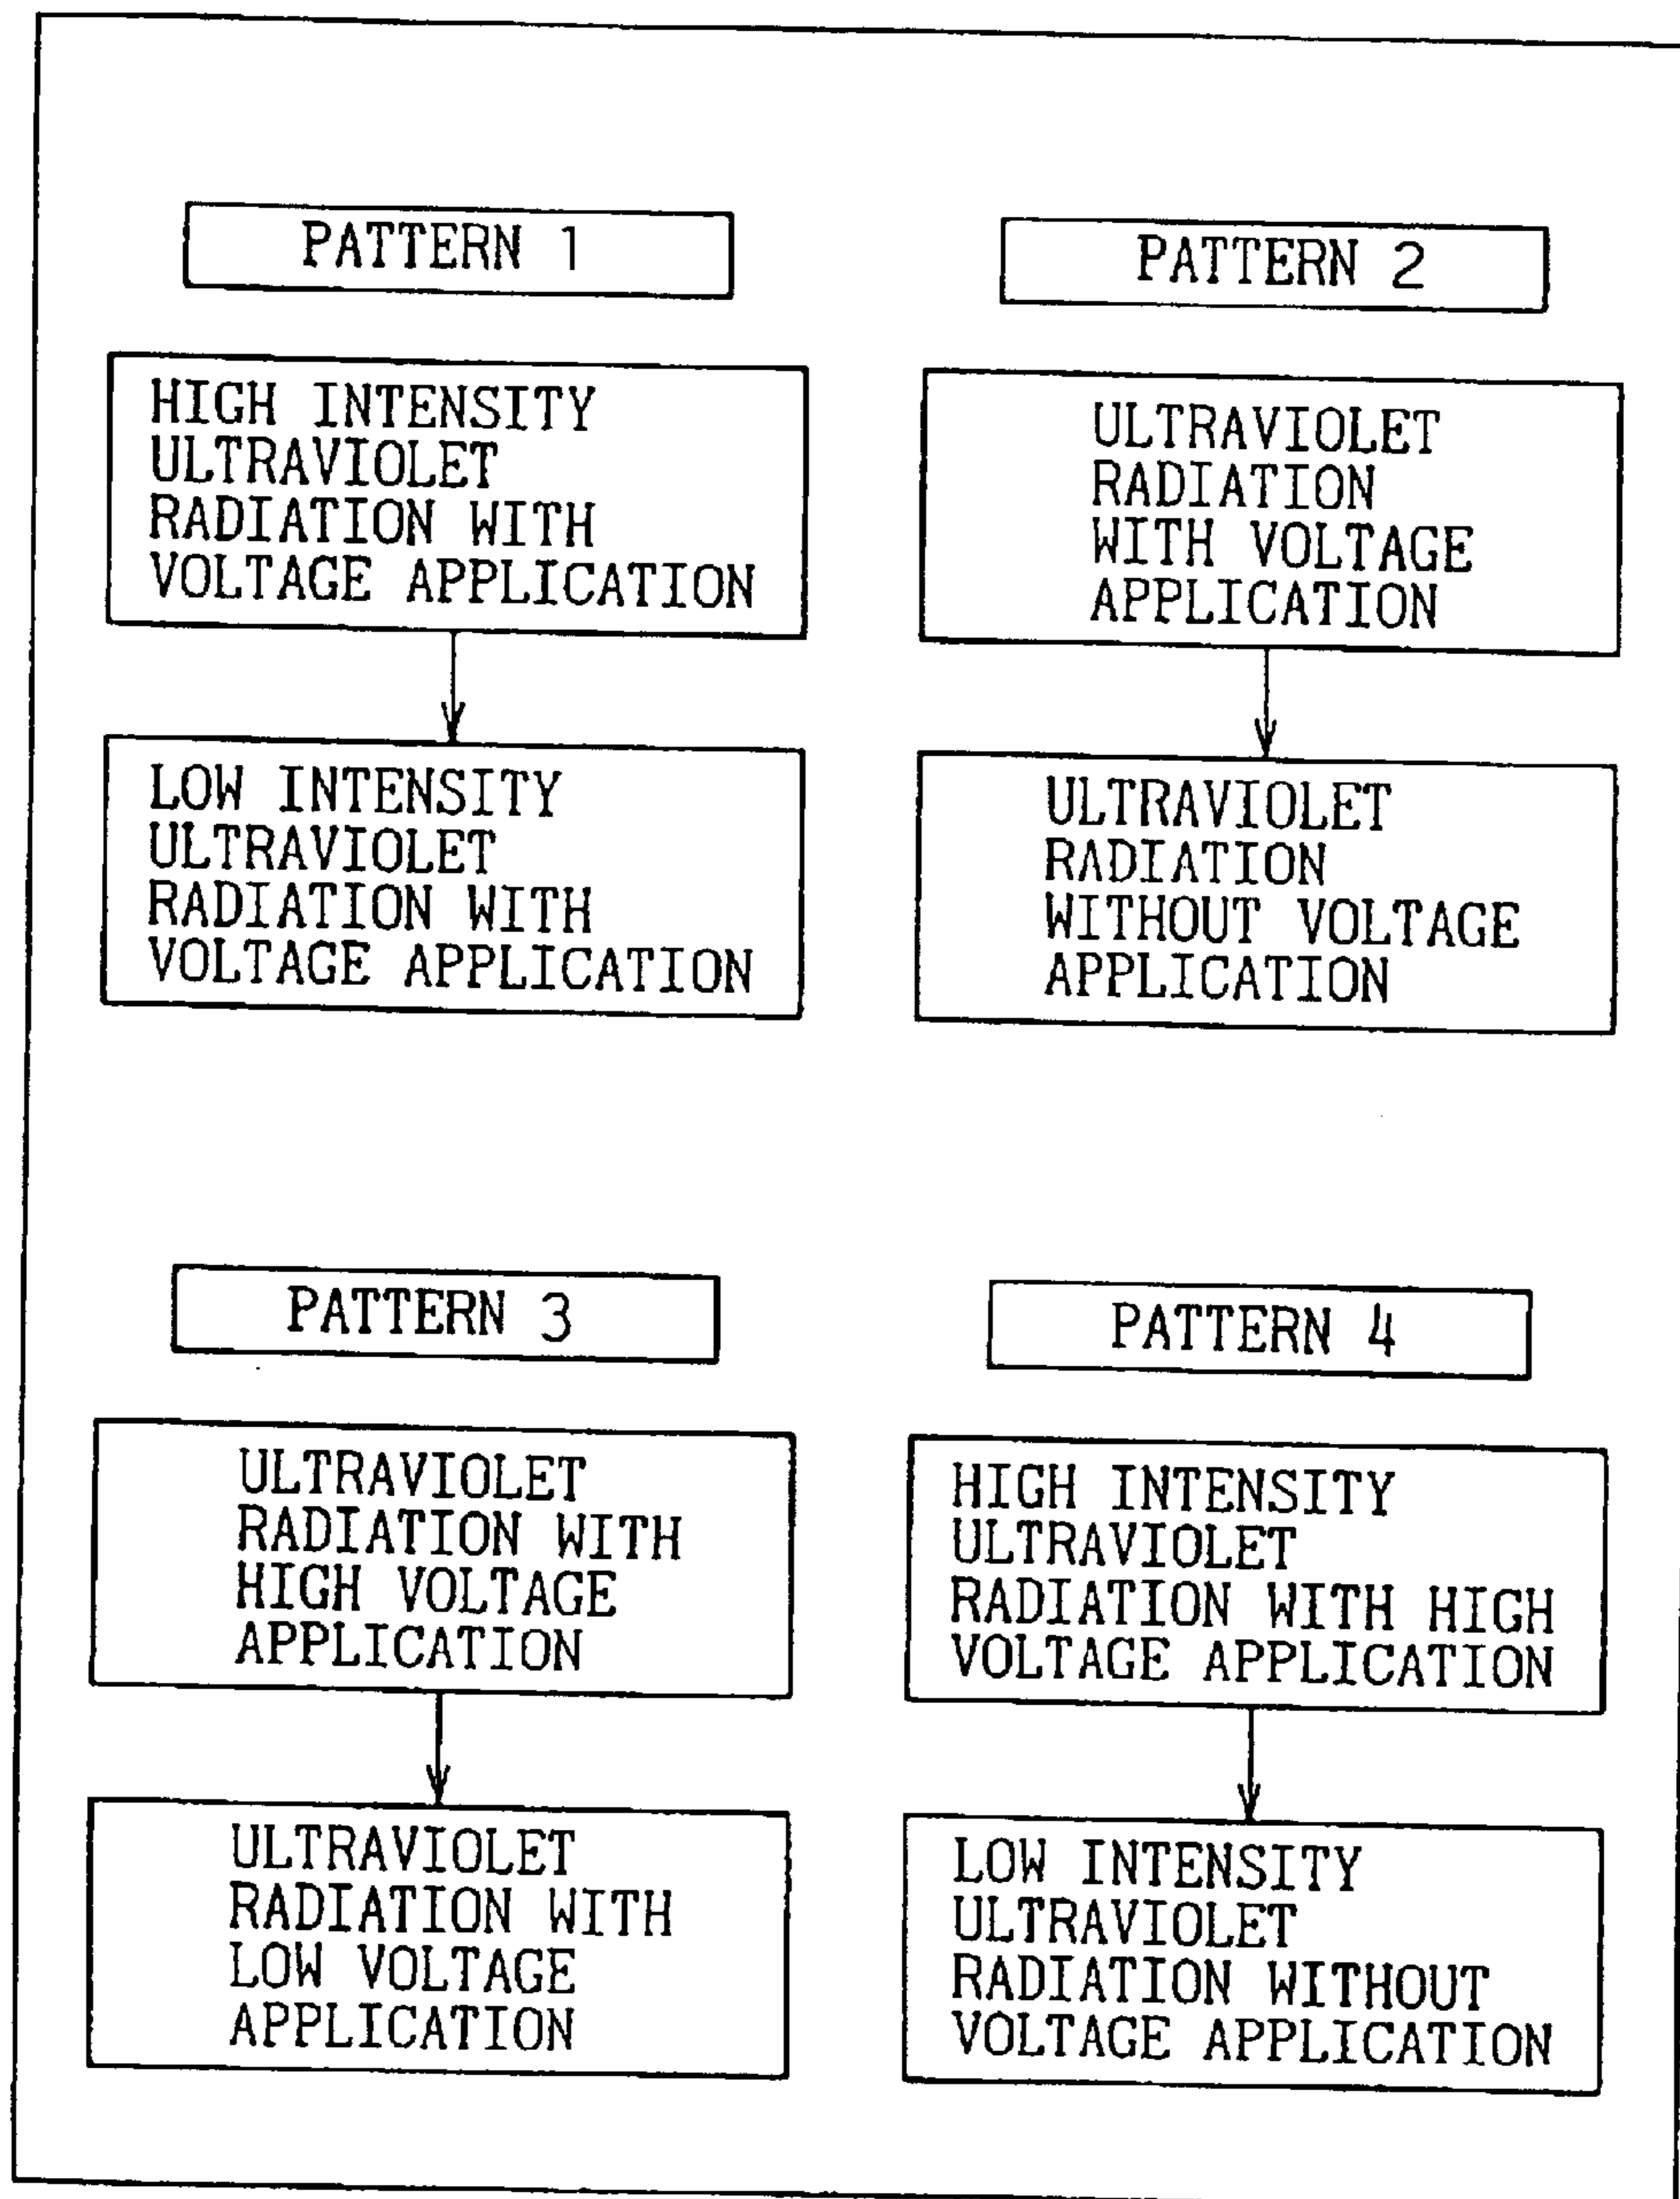 PATTERN 1
HIGH INTENSITY
ULTRAVIOLET
RADIATION WITH
VOLTAGE APPLICATION
LOW INTENSITY
ULTRAVIOLET
RADIATION WITH
VOLTAGE APPLICATION
PATTERN 2
ULTRAVIOLET
RADIATION
WITH VOLTAGE
APPLICATION
ULTRAVIOLET
RADIATION
WITHOUT VOLTAGE
APPLICATION
PATTERN 3
ULTRAVIOLET
RADIATION WITH
HIGH VOLTAGE
APPLICATION
ULTRAVIOLET
RADIATION WITH
LOW VOLTAGE
APPLICATION
PATTERN 4
HIGH INTENSITY
ULTRAVIOLET
RADIATION WITH HIGH
VOLTAGE APPLICATION
LOW INTENSITY
ULTRAVIOLET
RADIATION WITHOUT
VOLTAGE APPLICATION